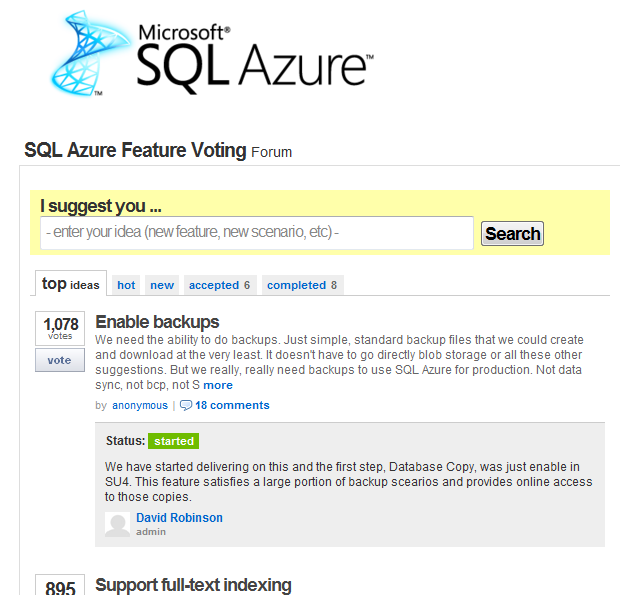 Microsoft®
SQL Azure™
TM
SQL Azure Feature Voting Forum
I suggest you ...
- enter your idea (new feature, new scenario, etc) -
Search
top ideas hot new accepted 6 completed 8
1,078
votes
vote
Enable backups
We need the ability to do backups. Just simple, standard backup files that we could create
and download at the very least. It doesn't have to go directly blob storage or all these other
suggestions. But we really, really need backups to use SQL Azure for production. Not data
sync, not bcp, not S more
by anonymous | 18 comments
Status: started
We have started delivering on this and the first step, Database Copy, was just enable in
SU4. This feature satisfies a large portion of backup scearios and provides online access
to those copies.
David Robinson
admin
895
Support full-text indexing